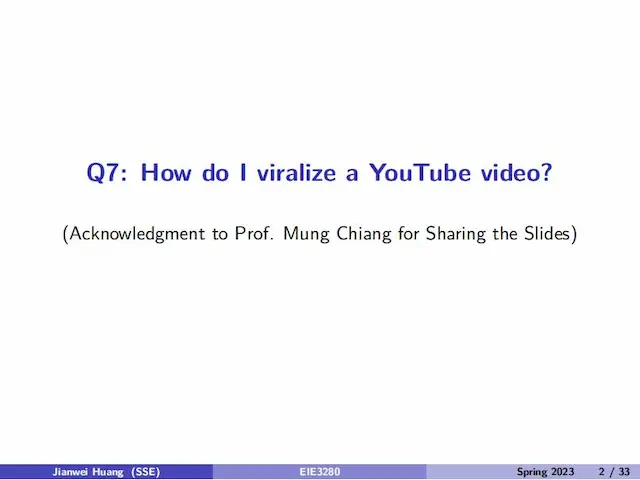 Q7: How do I viralize a YouTube video?
(Acknowledgment to Prof. Mung Chiang for Sharing the Slides)
Jianwei Huang (SSE) EIE3280 Spring 2023 2 / 33